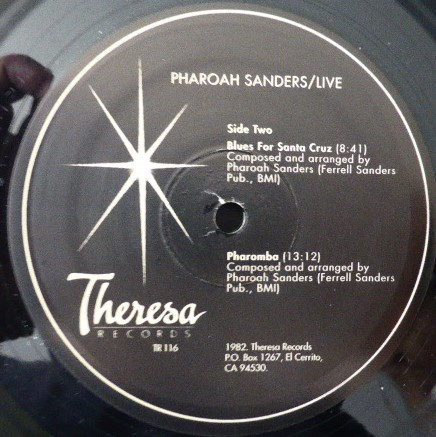 PHAROAH SANDERS/LIVE
Side Two
Blues For Santa Cruz (8:41)
Composed and arranged by
Pharoah Sanders (Ferrell Sanders
Pub., BMI)
Pharomba (13:12)
Composed and arranged by
Pharoah Sanders (Ferrell Sanders
Pub., BMI)
Theresa
RECORDS
TR 116
1982. Theresa Records
P.O. Box 1267, El Cerrito,
CA 94530.